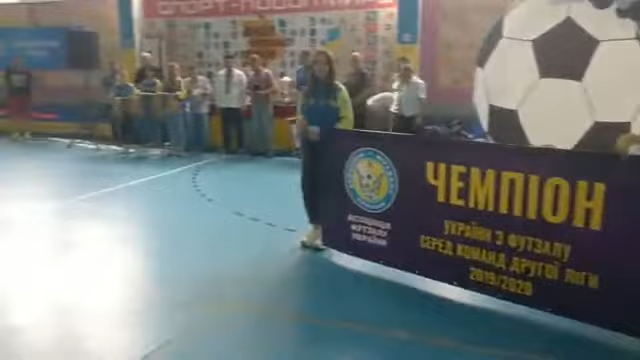 ЧЕМПІОН
УКРАЇНИ З ФУТЗАЛУ
СЕРЕД КОМАНД ДРУГОЇ ЛІГИ
2019/2020
АСОЦІАЦІЯ
ФУТЗАЛУ
УКРАЇНИ